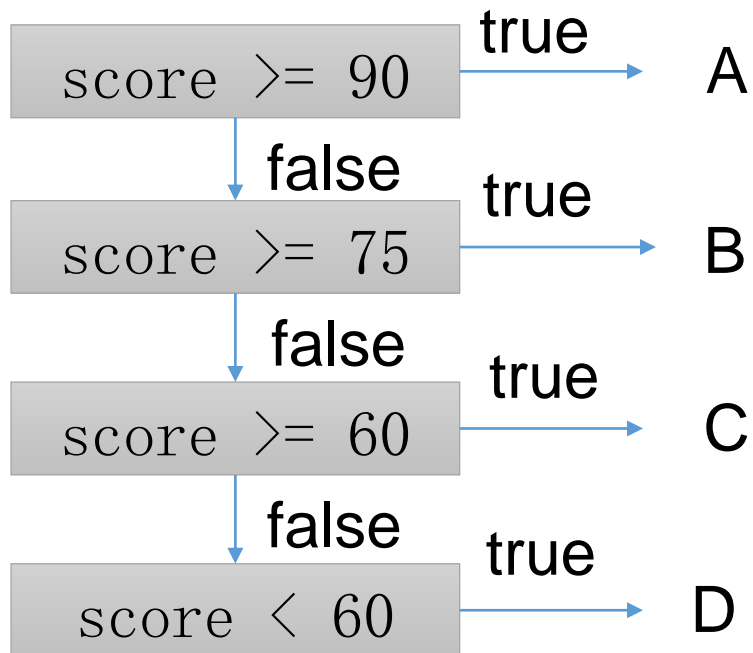 true
score >= 90
A
false
true
score >= 75
B
false
true
score >= 60
C
false
true
score < 60
D